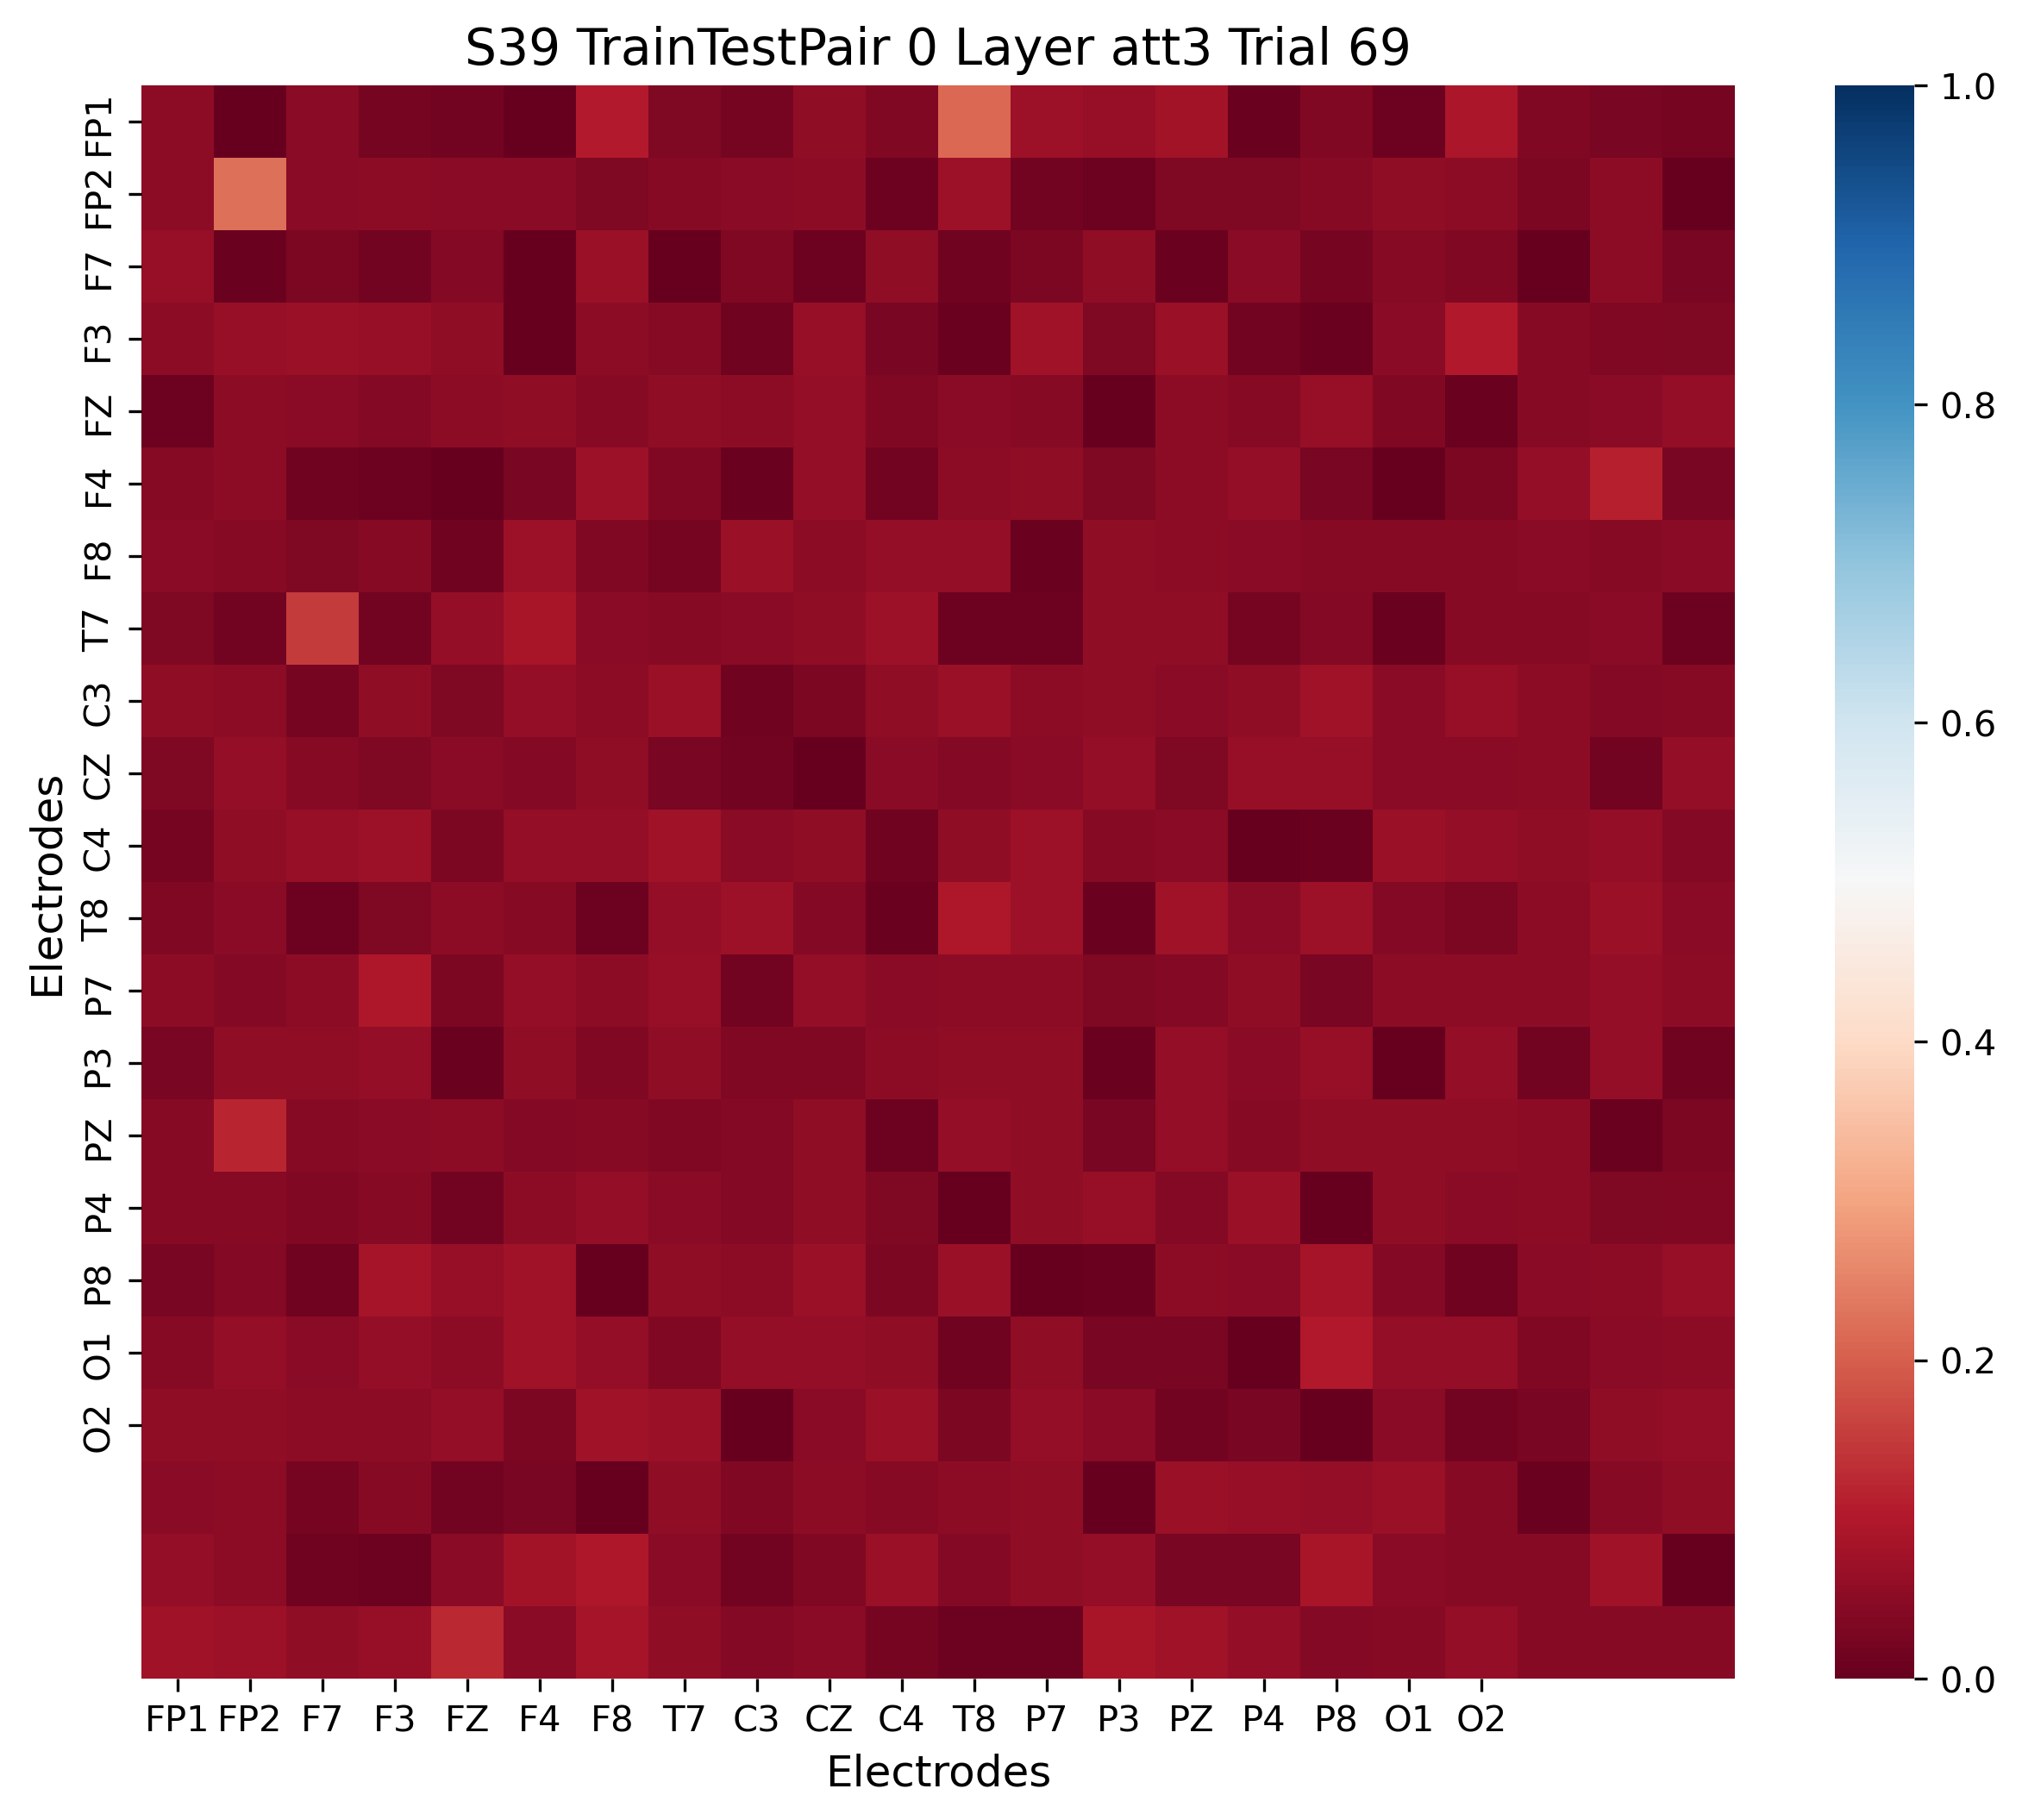 S39 TrainTestPair 0 Layer att3 Trial 69
Electrodes
FP1
FP2
F7
F3
FZ
F4
F8
T7
C3
CZ
C4
T8
P7
P3
PZ
P4
P8
O1
O2
FP1 FP2 F7 F3 FZ F4 F8 T7 C3 CZ C4 T8 P7 P3 PZ P4 P8 O1 O2
Electrodes
1.0
0.8
0.6
0.4
0.2
0.0